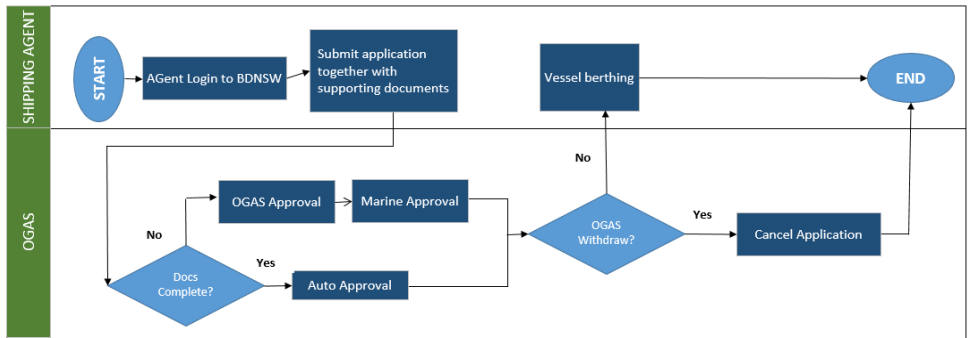 SHIPPING AGENT
START
AGent Login to BDNSW
Submit application
together with
supporting documents
Vessel berthing
END
OGAS
No
OGAS Approval
Marine Approval
Docs
Complete?
Yes
Auto Approval
No
OGAS
Withdraw?
Yes
Cancel Application